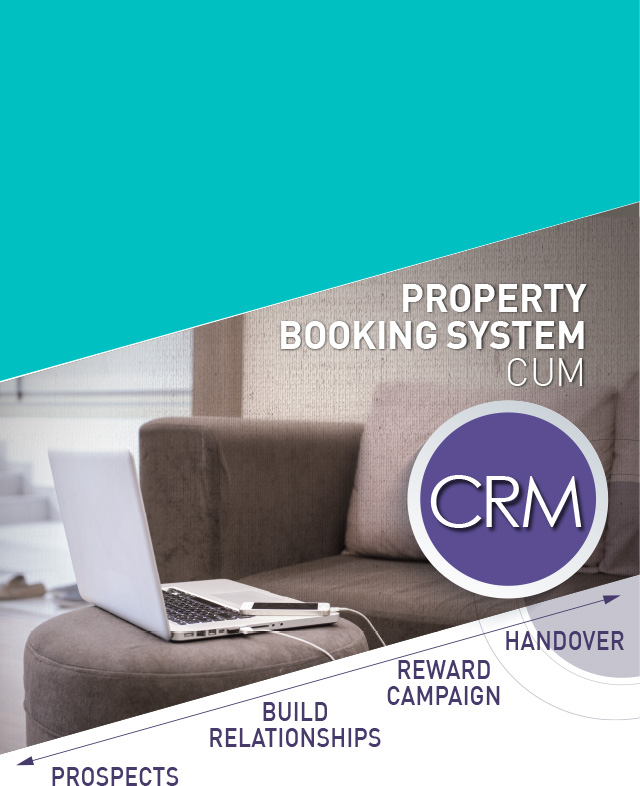 PROPERTY
BOOKING SYSTEM
CUM
CRM
HANDOVER
REWARD
CAMPAIGN
BUILD
RELATIONSHIPS
PROSPECTS